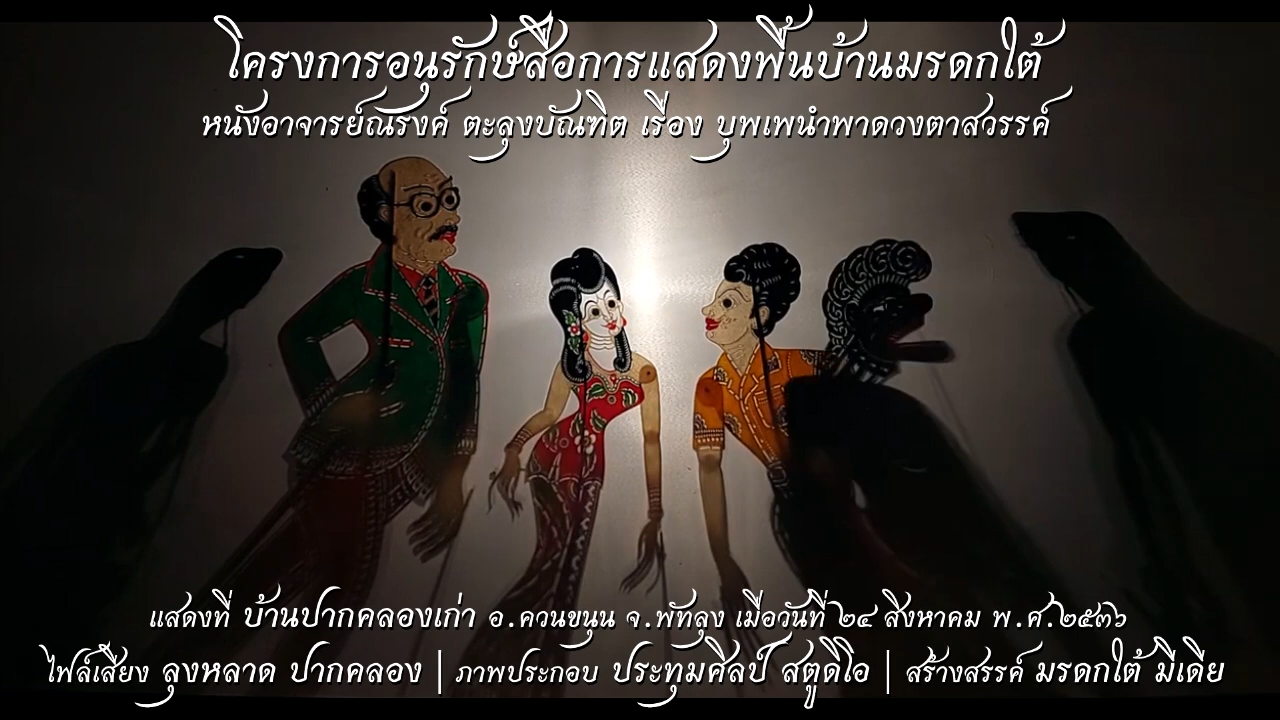 โครงการอนุรักษ์สื่อการแสดงพื้นบ้านมรดกใต้
หนังอาจารย์ณรงค์ ตะลุงบัณฑิต เรื่อง บุพเพนำพาดวงตาสวรรค์
แสดงที่ บ้านปากคลองเก่า อ.ควนขนุน จ.พัทลุง เมื่อวันที่ ๒๔ สิงหาคม พ.ศ.๒๕๓๖
ไฟล์เสียง ลุงหลาด ปากคลอง | ภาพประกอบ ประทุมศิลป์ สตูดิโอ | สร้างสรรค์ มรดกใต้ มีเดีย